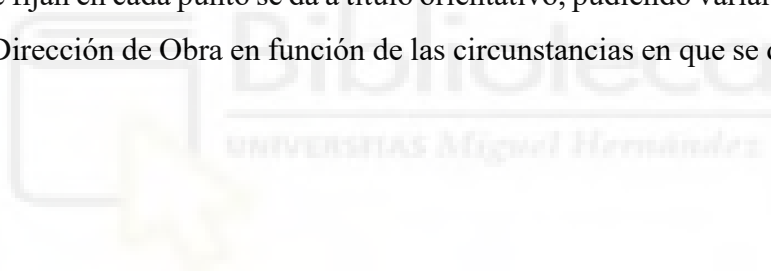 e fijan en cada punto se da a título orientativo, pudiendo variar
Dirección de Obra en función de las circunstancias en que se
Biblioteca
UNIVERSITAS Miguel Hernández